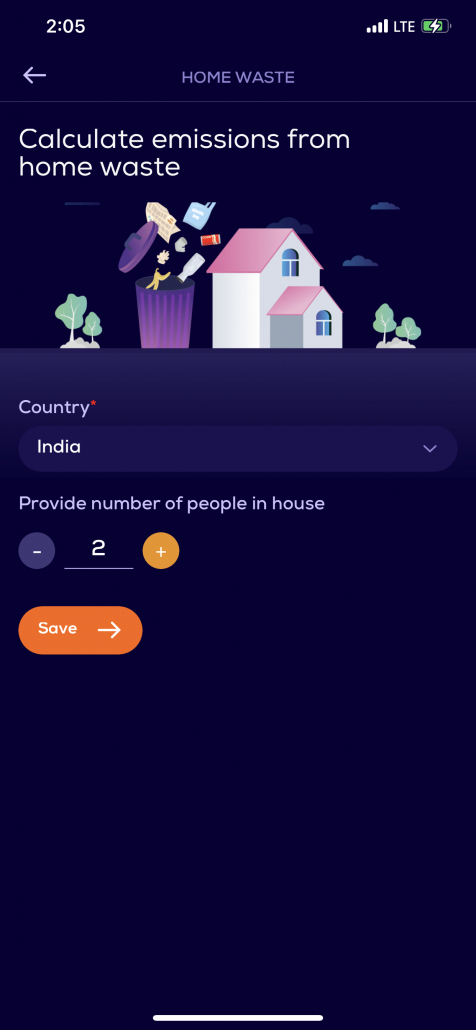 2:05
LTE
HOME WASTE
Calculate emissions from
home waste
Country*
India
Provide number of people in house
- 2 +
Save